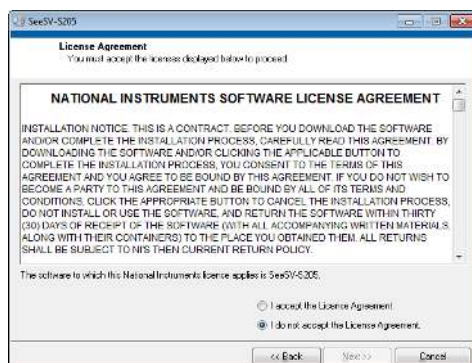 SeeSV-S205
License Agreement
You must accept the licenses displayed below to proceed.
NATIONAL INSTRUMENTS SOFTWARE LICENSE AGREEMENT
INSTALLATION NOTICE: THIS IS A CONTRACT. BEFORE YOU DOWNLOAD THE SOFTWARE
AND/OR COMPLETE THE INSTALLATION PROCESS, CAREFULLY READ THIS AGREEMENT. BY
DOWNLOADING THE SOFTWARE AND/OR CLICKING THE APPLICABLE BUTTON TO
COMPLETE THE INSTALLATION PROCESS, YOU CONSENT TO THE TERMS OF THIS
AGREEMENT AND YOU AGREE TO BE BOUND BY THIS AGREEMENT. IF YOU DO NOT WISH TO
BECOME A PARTY TO THIS AGREEMENT AND BE BOUND BY ALL OF ITS TERMS AND
CONDITIONS, CLICK THE APPROPRIATE BUTTON TO CANCEL THE INSTALLATION PROCESS,
DO NOT INSTALL OR USE THE SOFTWARE, AND RETURN THE SOFTWARE WITHIN THIRTY
(30) DAYS OF RECEIPT OF THE SOFTWARE (WITH ALL ACCOMPANYING WRITTEN MATERIALS,
ALONG WITH THEIR CONTAINERS) TO THE PLACE YOU OBTAINED THEM. ALL RETURNS
SHALL BE SUBJECT TO NI'S THEN CURRENT RETURN POLICY.
The software to which this National Instruments license applies is SeeSV-S205.
I accept the License Agreement.
I do not accept the License Agreement.
<< Back
Next >>
Cancel